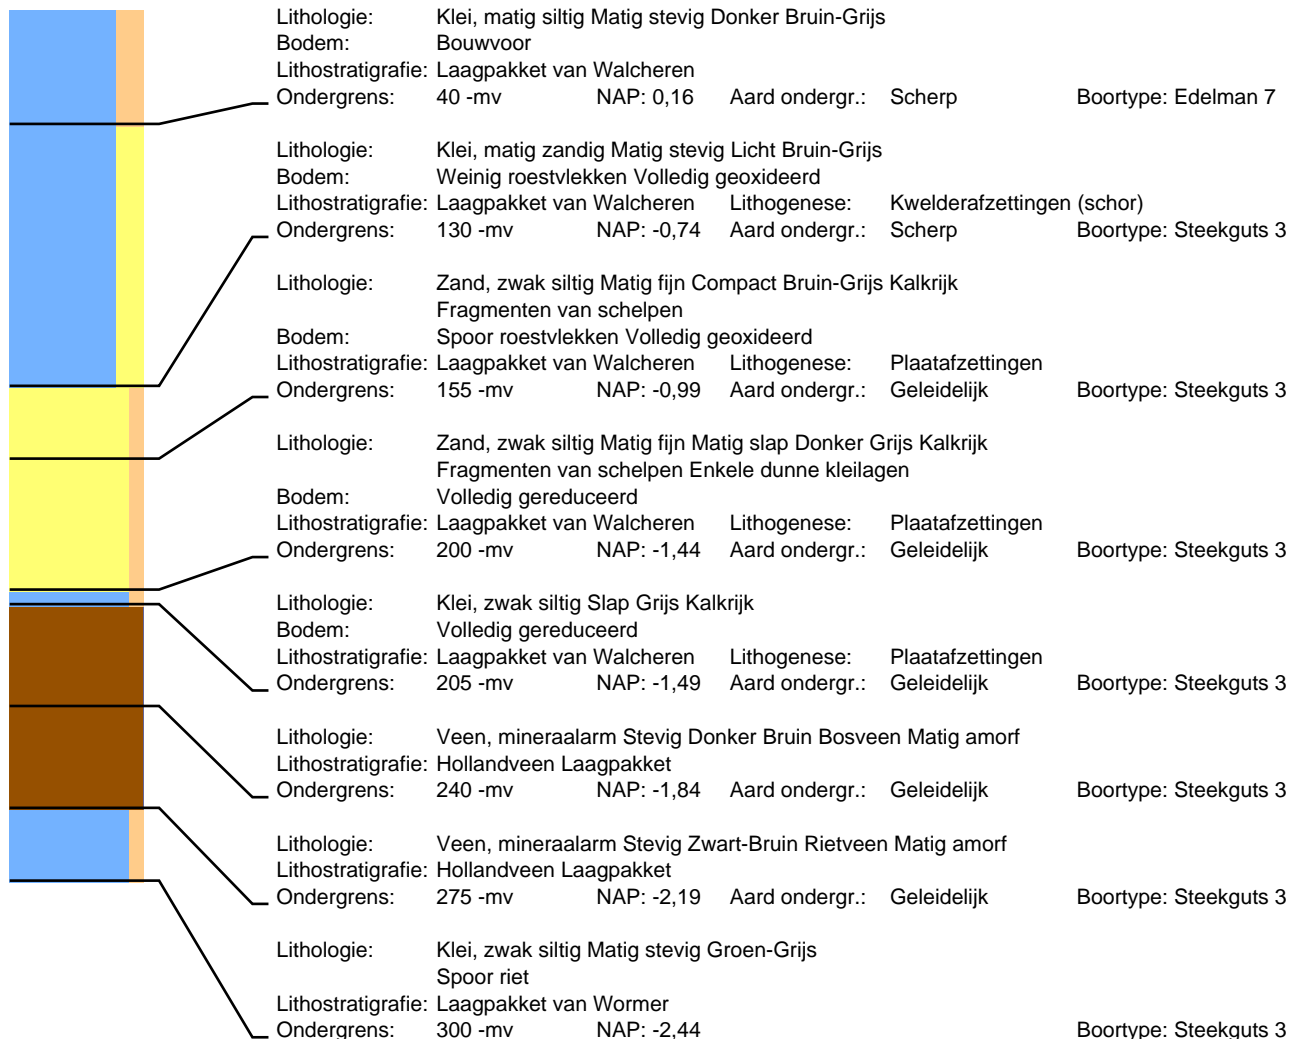 Lithologie: Klei, matig siltig Matig stevig Donker Bruin-Grijs
Bodem: Bouwvoor
Lithostratigrafie: Laagpakket van Walcheren
Ondergrens: 40 -mv NAP: 0,16 Aard ondergr.: Scherp Boortype: Edelman 7
Lithologie: Klei, matig zandig Matig stevig Licht Bruin-Grijs
Bodem: Weinig roestvlekken Volledig geoxideerd
Lithostratigrafie: Laagpakket van Walcheren Lithogenese: Kwelderafzettingen (schor)
Ondergrens: 130 -mv NAP: -0,74 Aard ondergr.: Scherp Boortype: Steekguts 3
Lithologie: Zand, zwak siltig Matig fijn Compact Bruin-Grijs Kalkrijk
Fragmenten van schelpen
Bodem: Spoor roestvlekken Volledig geoxideerd
Lithostratigrafie: Laagpakket van Walcheren Lithogenese: Plaatafzettingen
Ondergrens: 155 -mv NAP: -0,99 Aard ondergr.: Geleidelijk Boortype: Steekguts 3
Lithologie: Zand, zwak siltig Matig fijn Matig slap Donker Grijs Kalkrijk
Fragmenten van schelpen Enkele dunne kleilagen
Bodem: Volledig gereduceerd
Lithostratigrafie: Laagpakket van Walcheren Lithogenese: Plaatafzettingen
Ondergrens: 200 -mv NAP: -1,44 Aard ondergr.: Geleidelijk Boortype: Steekguts 3
Lithologie: Klei, zwak siltig Slap Grijs Kalkrijk
Bodem: Volledig gereduceerd
Lithostratigrafie: Laagpakket van Walcheren Lithogenese: Plaatafzettingen
Ondergrens: 205 -mv NAP: -1,49 Aard ondergr.: Geleidelijk Boortype: Steekguts 3
Lithologie: Veen, mineraalarm Stevig Donker Bruin Bosveen Matig amorf
Lithostratigrafie: Hollandveen Laagpakket
Ondergrens: 240 -mv NAP: -1,84 Aard ondergr.: Geleidelijk Boortype: Steekguts 3
Lithologie: Veen, mineraalarm Stevig Zwart-Bruin Rietveen Matig amorf
Lithostratigrafie: Hollandveen Laagpakket
Ondergrens: 275 -mv NAP: -2,19 Aard ondergr.: Geleidelijk Boortype: Steekguts 3
Lithologie: Klei, zwak siltig Matig stevig Groen-Grijs
Spoor riet
Lithostratigrafie: Laagpakket van Wormer
Ondergrens: 300 -mv NAP: -2,44 Boortype: Steekguts 3